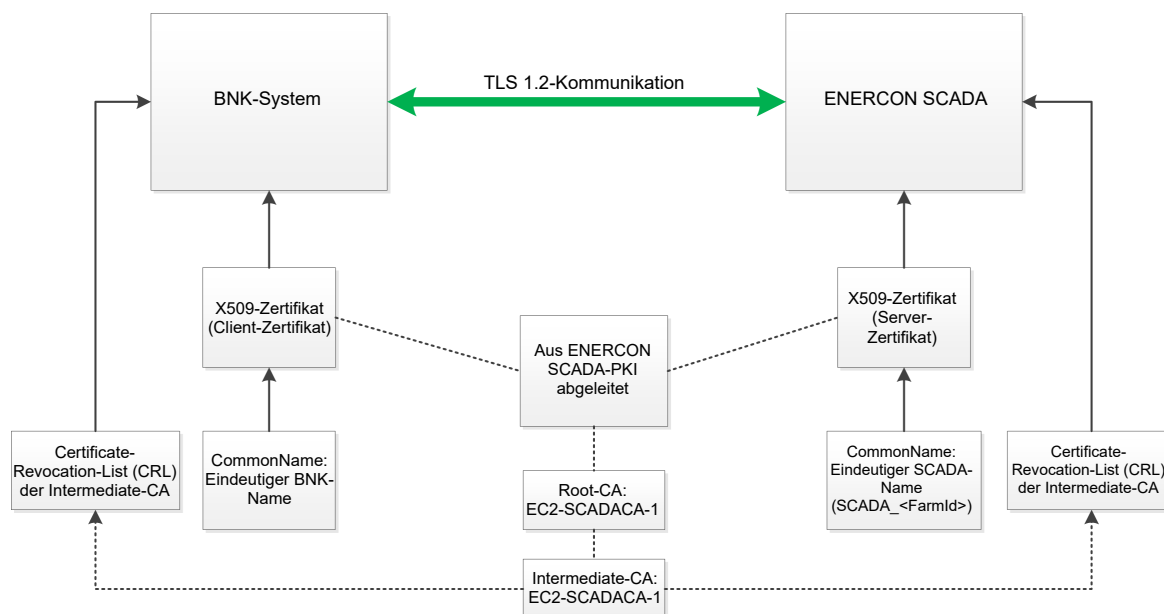 BNK-System
TLS 1.2-Kommunikation
ENERCON SCADA
X509-Zertifikat
(Client-Zertifikat)
X509-Zertifikat
(Server-
Zertifikat)
Aus ENERCON
SCADA-PKI
abgeleitet
Certificate-
Revocation-List (CRL)
der Intermediate-CA
CommonName:
Eindeutiger BNK-
Name
Root-CA:
EC2-SCADACA-1
CommonName:
Eindeutiger SCADA-
Name
(SCADA_<FarmId>)
Certificate-
Revocation-List (CRL)
der Intermediate-CA
Intermediate-CA:
EC2-SCADACA-1